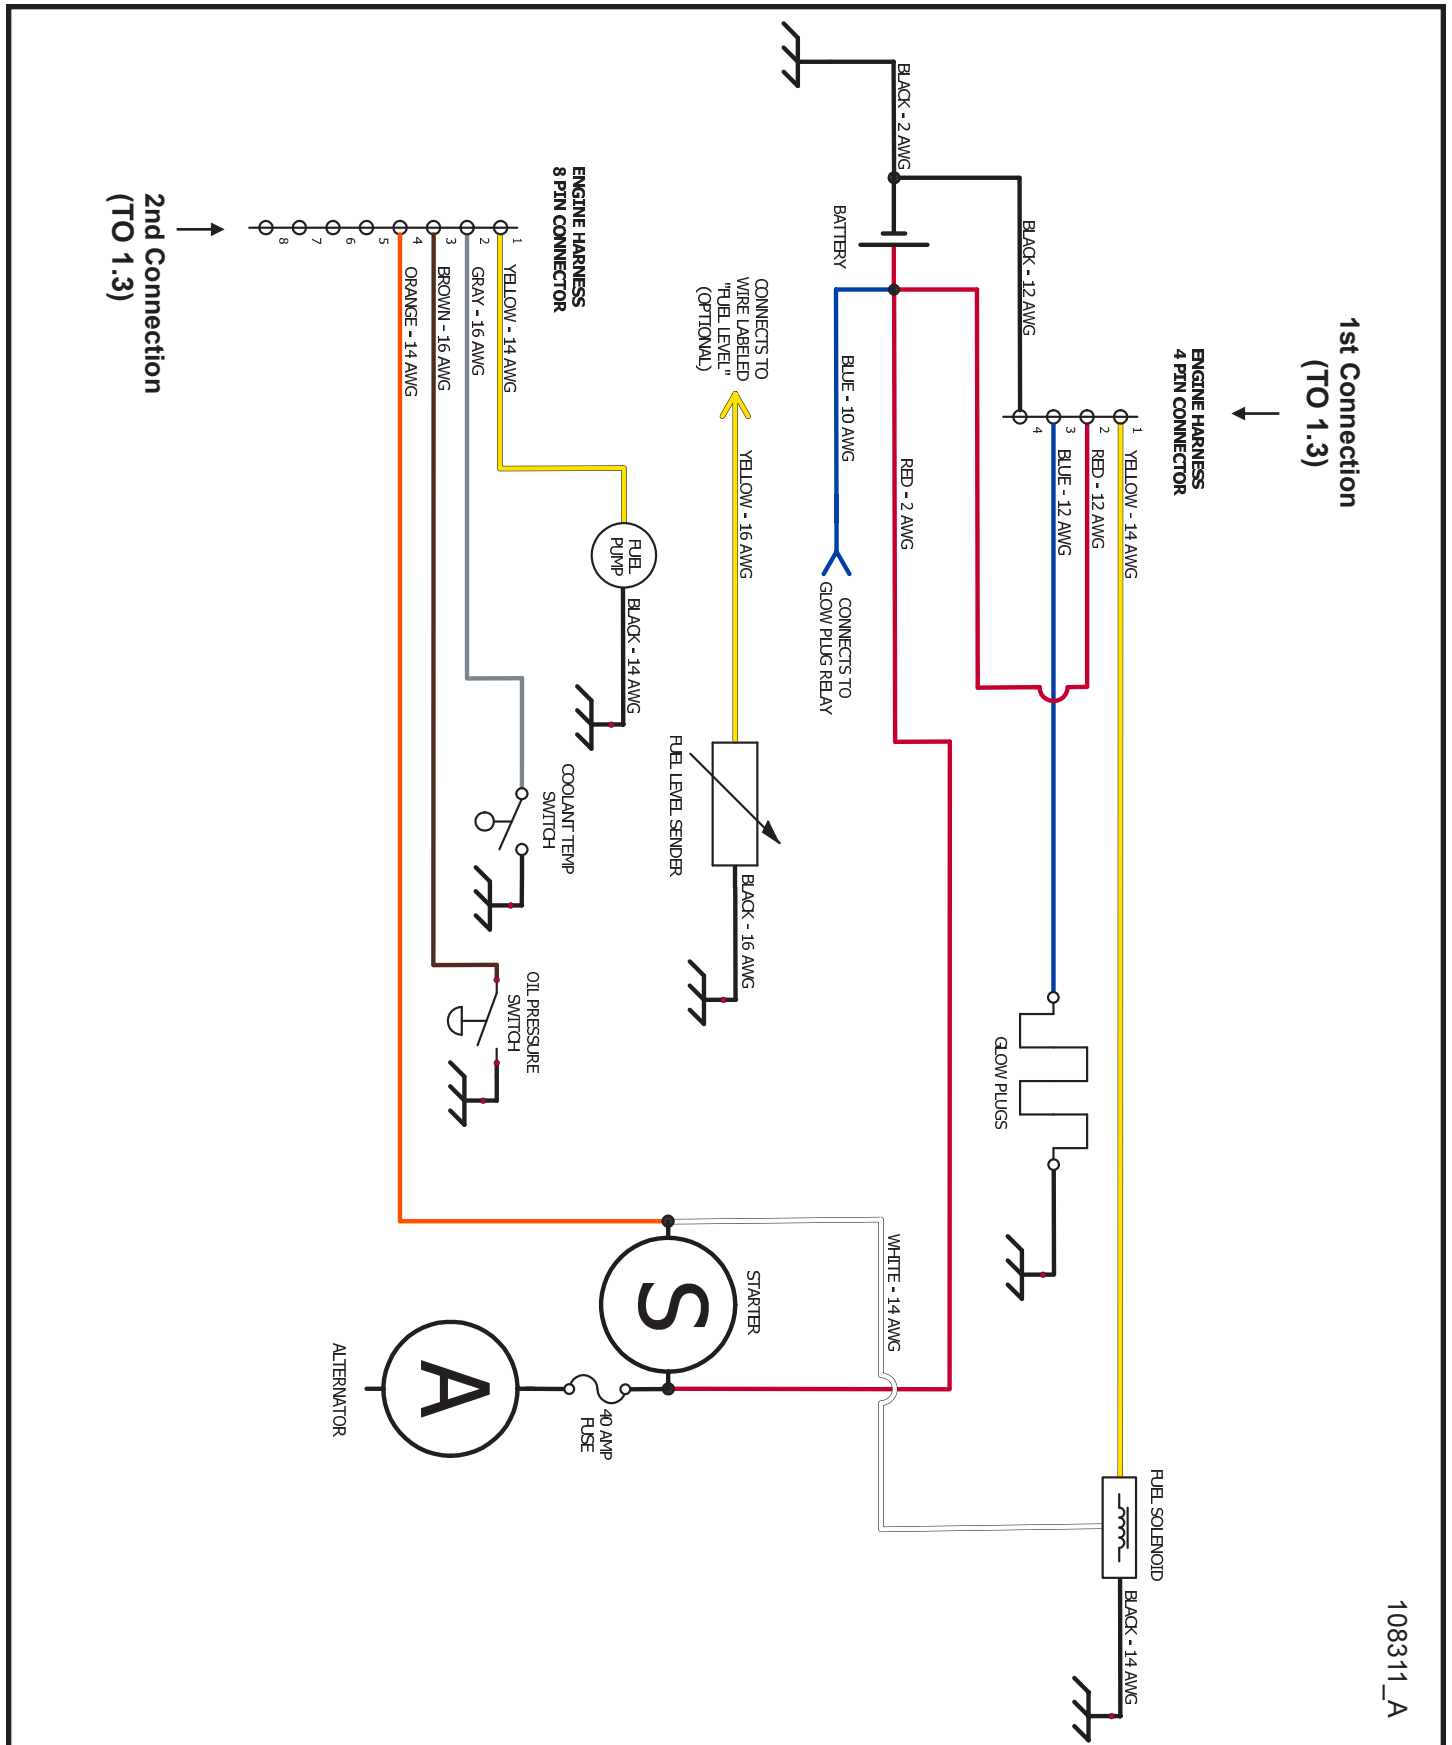 108311_A
1st Connection
(TO 1.3)
ENGINE HARNESS
4 PIN CONNECTOR
1
2
3
4
YELLOW - 14 AWG
RED - 12 AWG
BLUE - 12 AWG
BLACK - 12 AWG
BLACK - 2 AWG
BATTERY
RED - 2 AWG
BLUE - 10 AWG
CONNECTS TO
GLOW PLUG RELAY
GLOW PLUGS
FUEL SOLENOID
BLACK - 14 AWG
WHITE - 14 AWG
CONNECTS TO
WIRE LABELED
"FUEL LEVEL"
(OPTIONAL)
YELLOW - 16 AWG
FUEL LEVEL SENDER
BLACK - 16 AWG
STARTER
S
40 AMP
FUSE
A
ALTERNATOR
FUEL
PUMP
BLACK - 14 AWG
COOLANT TEMP
SWITCH
OIL PRESSURE
SWITCH
ENGINE HARNESS
8 PIN CONNECTOR
1
2
3
4
5
6
7
8
YELLOW - 14 AWG
GRAY - 16 AWG
BROWN - 16 AWG
ORANGE - 14 AWG
2nd Connection
(TO 1.3)